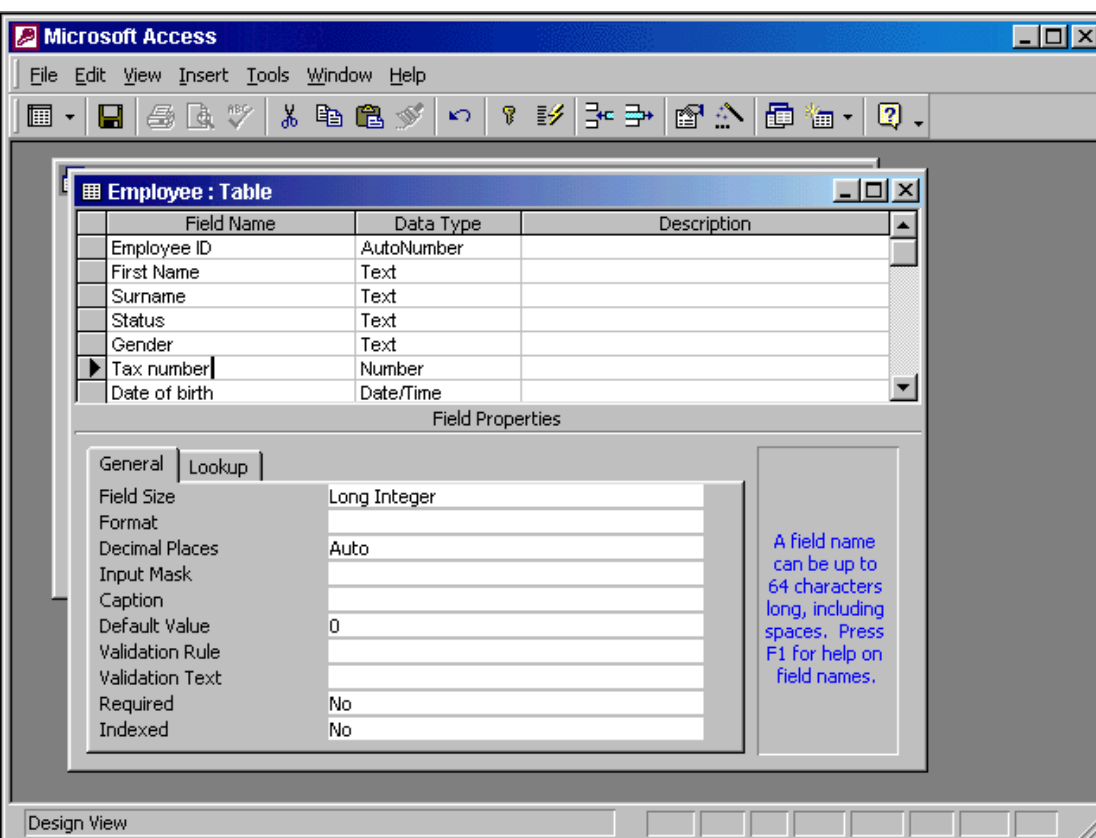 Microsoft Access
File Edit View Insert Tools Window Help
ABC
Employee : Table
Field Name Data Type Description
Employee ID AutoNumber
First Name Text
Surname Text
Status Text
Gender Text
Tax number Number
Date of birth Date/Time
Field Properties
General Lookup
Field Size Long Integer
Format
Decimal Places Auto
Input Mask
Caption
Default Value 0
Validation Rule
Validation Text
Required No
Indexed No
A field name
can be up to
64 characters
long, including
spaces. Press
F1 for help on
field names.
Design View